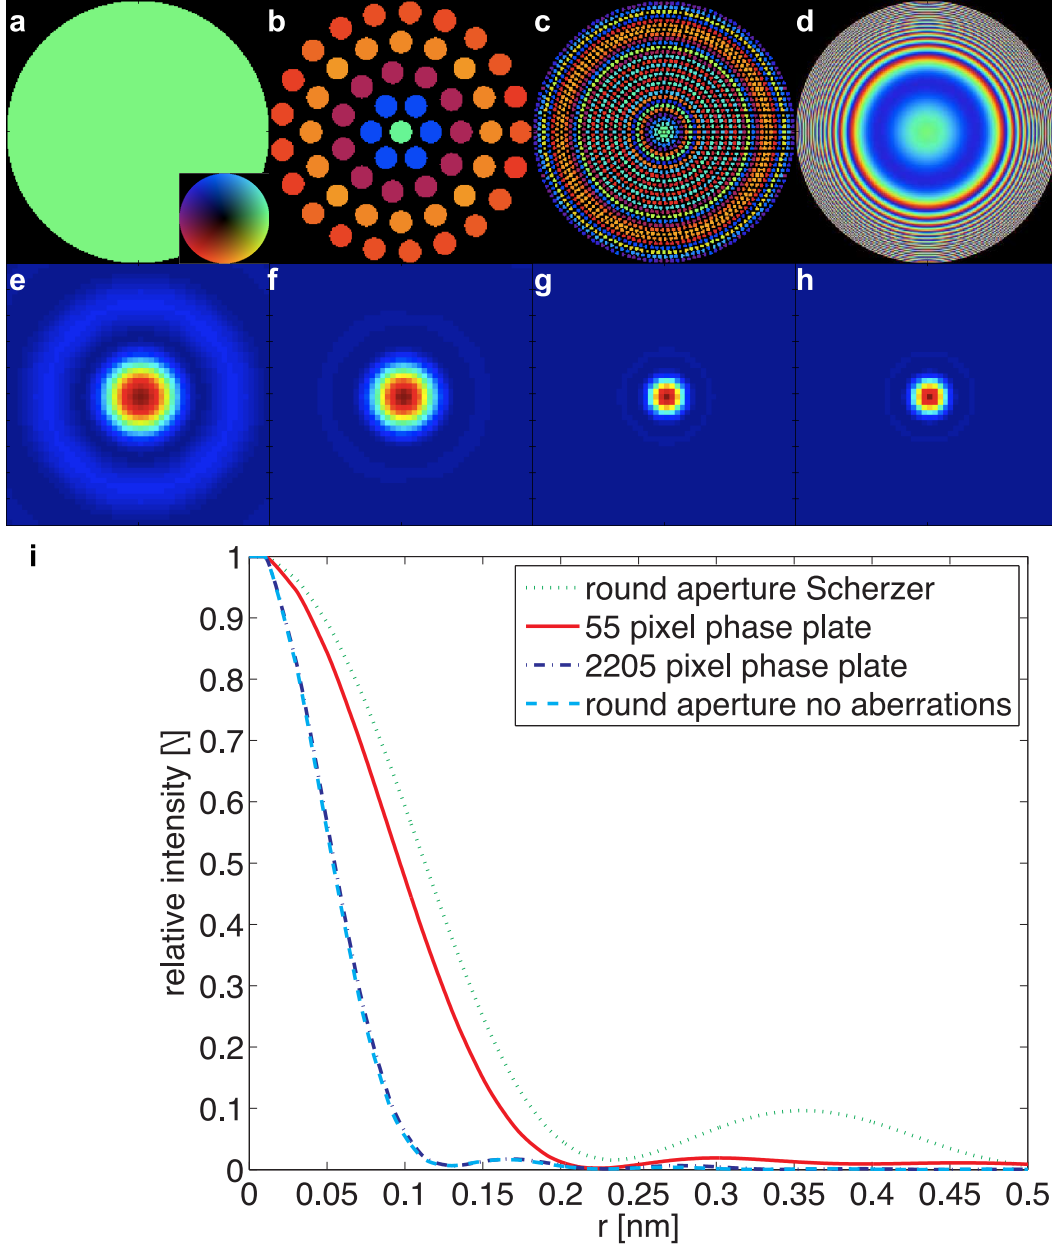 a b c d
e f g h
i
1
0.9
0.8
0.7
0.6
0.5
0.4
0.3
0.2
0.1
0
relative intensity [\]
round aperture Scherzer
55 pixel phase plate
2205 pixel phase plate
round aperture no aberrations
0 0.05 0.1 0.15 0.2 0.25 0.3 0.35 0.4 0.45 0.5
r [nm]